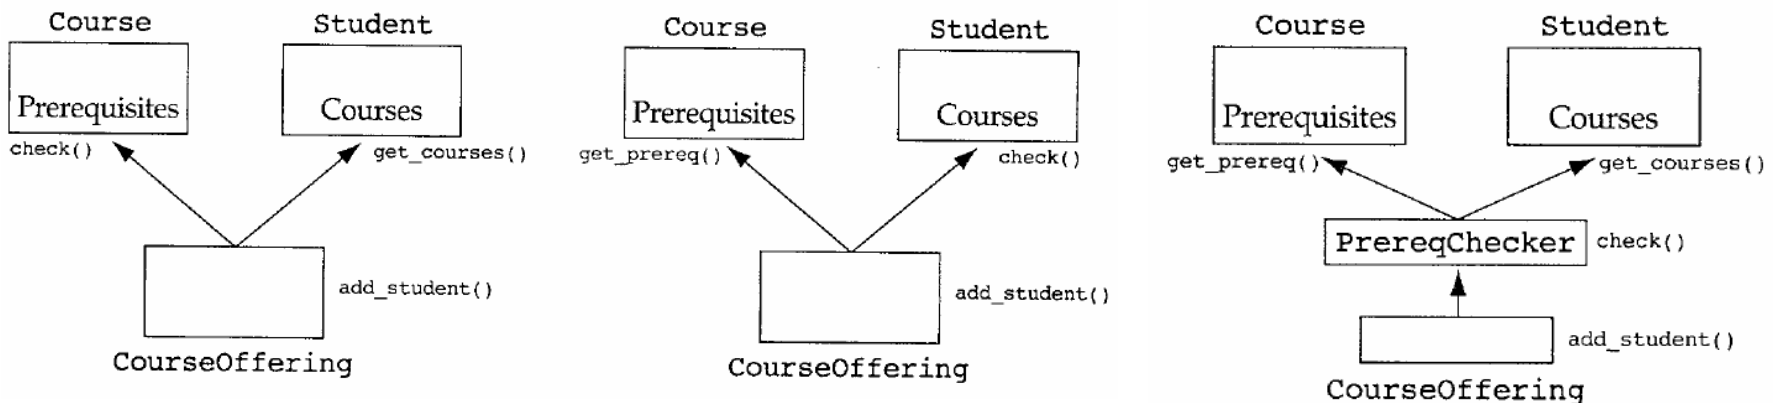 Course Student
Prerequisites Courses
check() get_courses()
add_student()
CourseOffering
Course Student
Prerequisites Courses
get_prereq() check()
add_student()
CourseOffering
Course Student
Prerequisites Courses
get_prereq() get_courses()
PrereqChecker check()
add_student()
CourseOffering